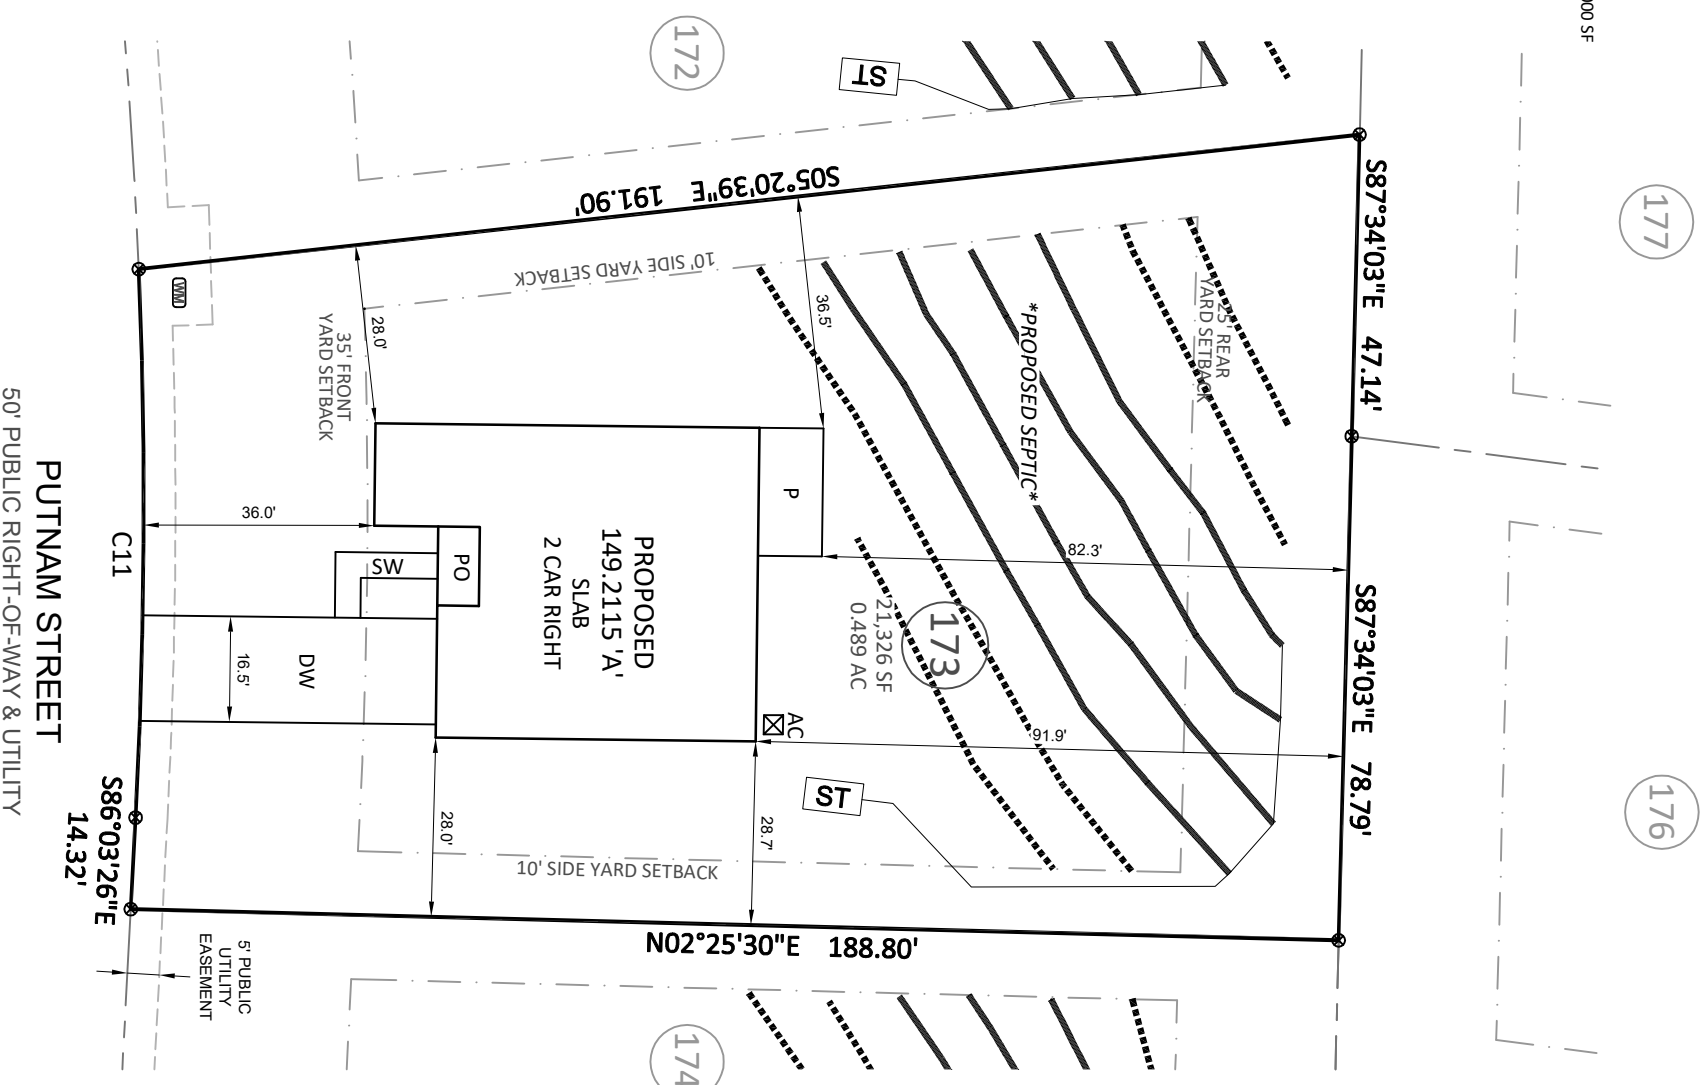 000 SF
177
176
172
174
ST
S87°34'03"E 47.14'
S87°34'03"E 78.79'
S05°20'39"E 191.90'
10' SIDE YARD SETBACK
25' REAR
YARD SETBACK
*PROPOSED SEPTIC*
36.5'
28.0'
35' FRONT
YARD SETBACK
WM
P
82.3'
173
21,326 SF
0.489 AC
PROPOSED
149.2115 'A'
SLAB
2 CAR RIGHT
PO
SW
36.0'
DW
16.5'
AC
91.9'
ST
28.7'
28.0'
10' SIDE YARD SETBACK
N02°25'30"E 188.80'
C11
S86°03'26"E
14.32'
5' PUBLIC
UTILITY
EASEMENT
PUTNAM STREET
50' PUBLIC RIGHT-OF-WAY & UTILITY